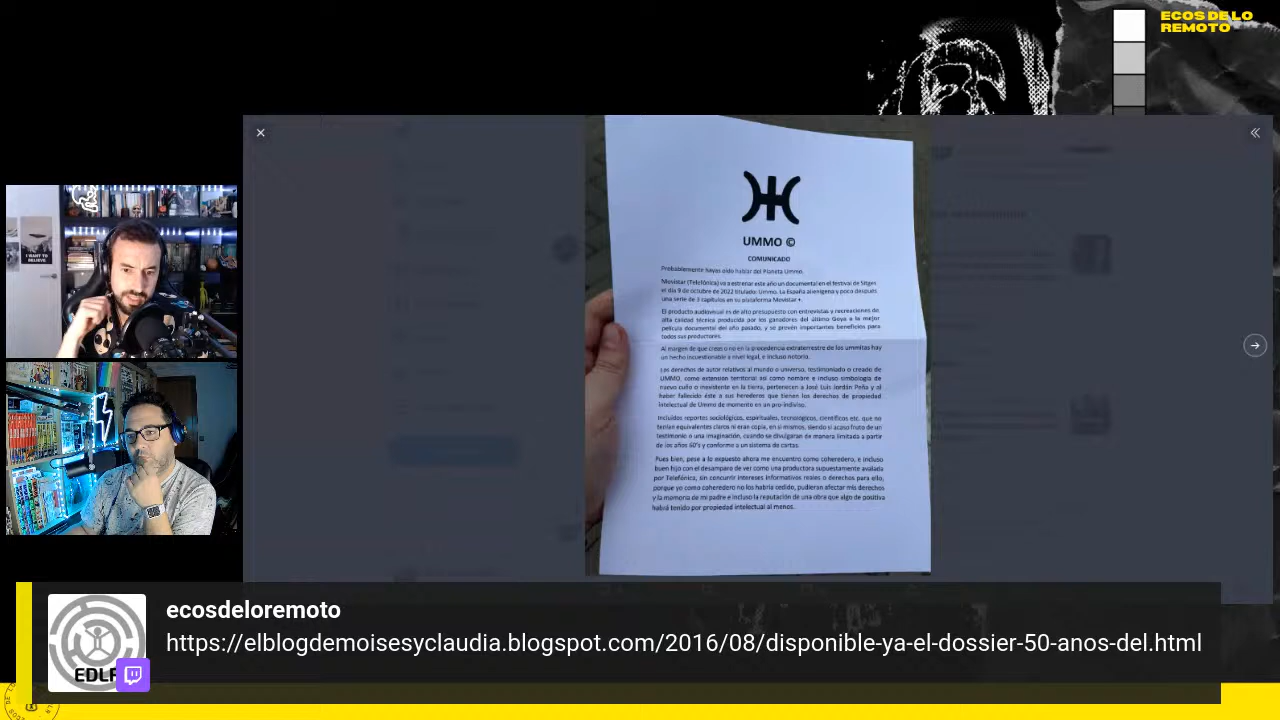 ECOS DE LO
REMOTO
I WANT TO
BELIEVE
UMMO ©
COMUNICADO
Probablemente hayas oído hablar del Planeta Ummo.
Movistar (Telefónica) va a estrenar este año un documental en el festival de Sitges
el día 9 de octubre de 2022 titulado: Ummo. La España alienígena y poco después
una serie de 3 capítulos en su plataforma Movistar +.
El producto audiovisual es de alto presupuesto con entrevistas y recreaciones de
alta calidad técnica producida por los ganadores del último Goya a la mejor
película documental del año pasado, y se prevén importantes beneficios para
todos sus productores.
Al margen de que creas o no en la procedencia extraterrestre de los ummitas hay
un hecho incuestionable a nivel legal, e incluso notorio.
Los derechos de autor relativos al mundo o universo, testimoniado o creado de
UMMO, como extensión territorial así como nombre e incluso simbología de
nuevo cuño o inexistente en la tierra, pertenecen a José Luis Jordán Peña y al
haber fallecido éste a sus herederos que tienen los derechos de propiedad
intelectual de Ummo de momento en un pro-indiviso.
Incluidos reportes sociológicos, espirituales, tecnológicos, científicos etc. que no
tenían equivalentes claros ni eran copia, en sí mismos, siendo si acaso fruto de un
testimonio o una imaginación, cuando se divulgaran de manera limitada a partir
de los años 60's y conforme a un sistema de cartas.
Pues bien, pese a lo expuesto ahora me encuentro como coheredero, e incluso
buen hijo con el desamparo de ver como una productora supuestamente avalada
por Telefónica, sin concurrir intereses informativos reales o derechos para ello,
porque yo como coheredero no los habría cedido, pudieran afectar mis derechos
y la memoria de mi padre e incluso la reputación de una obra que algo de positiva
habrá tenido por propiedad intelectual al menos.
ecosdeloremoto
https://elblogdemoisesyclaudia.blogspot.com/2016/08/disponible-ya-el-dossier-50-anos-del.html
EDLR